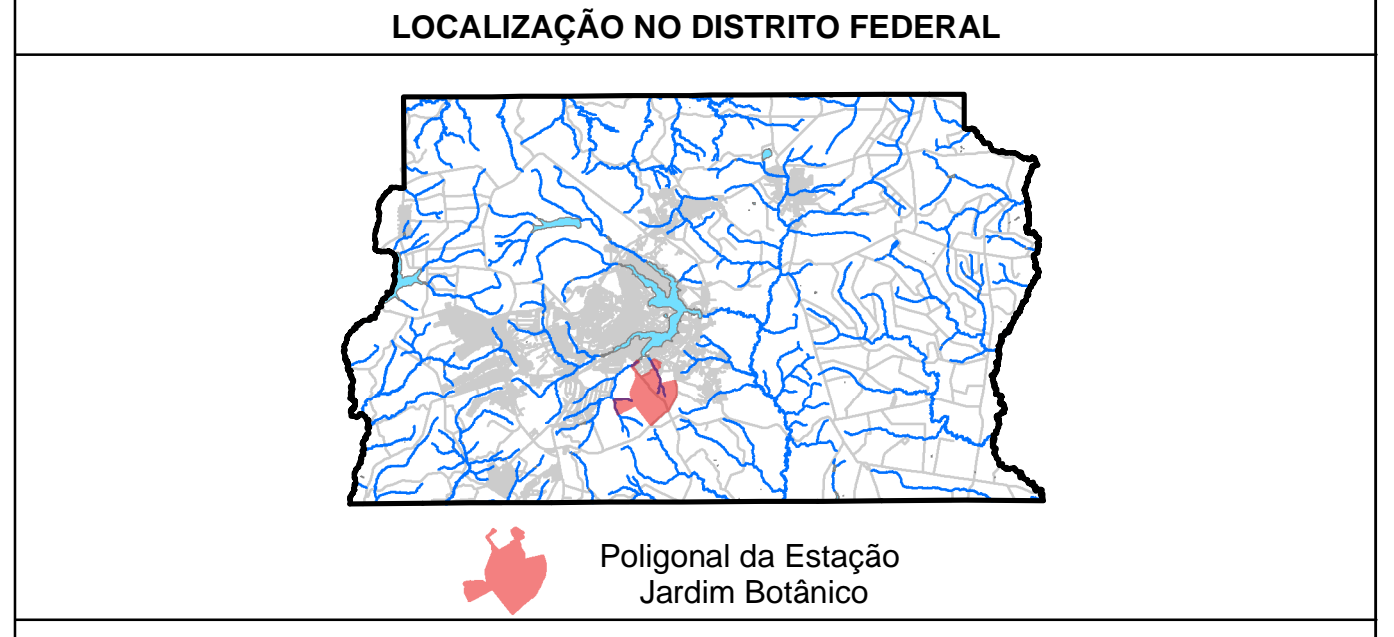 LOCALIZAÇÃO NO DISTRITO FEDERAL
Poligonal da Estação
Jardim Botânico